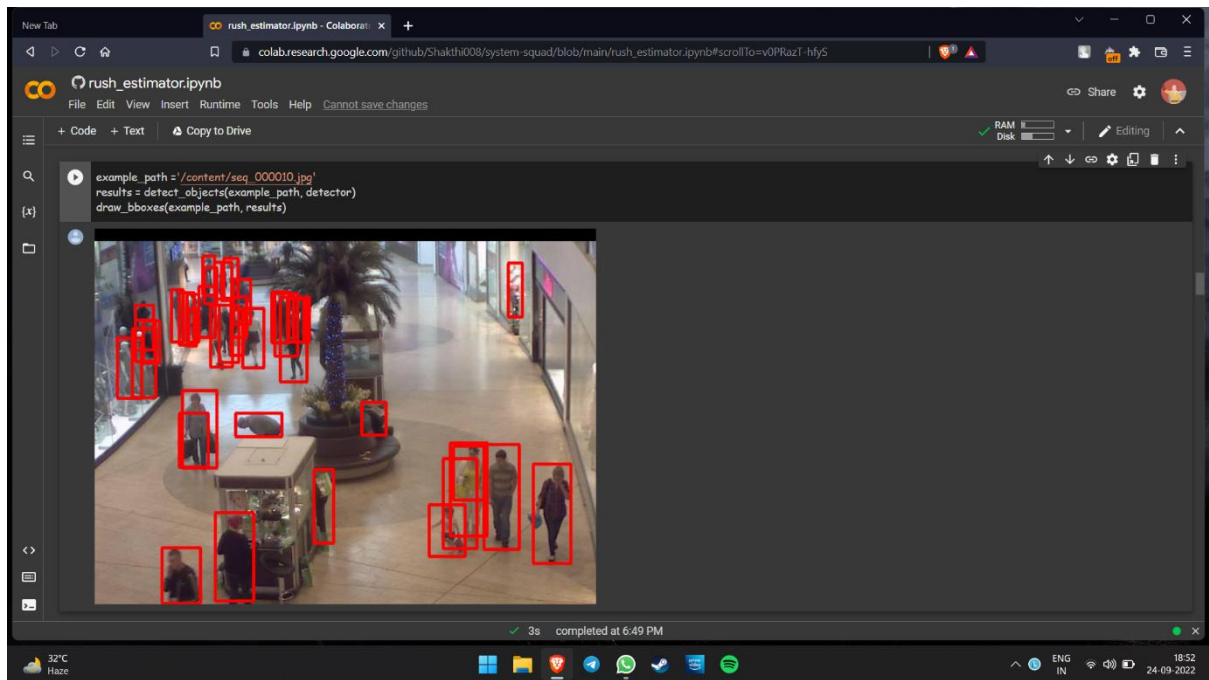 New Tab
rush_estimator.ipynb - Colaborat
colab.research.google.com/github/Shakthi008/system-squad/blob/main/rush_estimator.ipynb#scrollTo=v0PRazT-hfyS
off
rush_estimator.ipynb
File Edit View Insert Runtime Tools Help Cannot save changes
Share
+ Code + Text Copy to Drive
RAM
Disk
Editing
example_path ='/content/seq_000010.jpg'
results = detect_objects(example_path, detector)
draw_bboxes(example_path, results)
{x}
3s completed at 6:49 PM
32°C
Haze
ENG
IN
18:52
24-09-2022